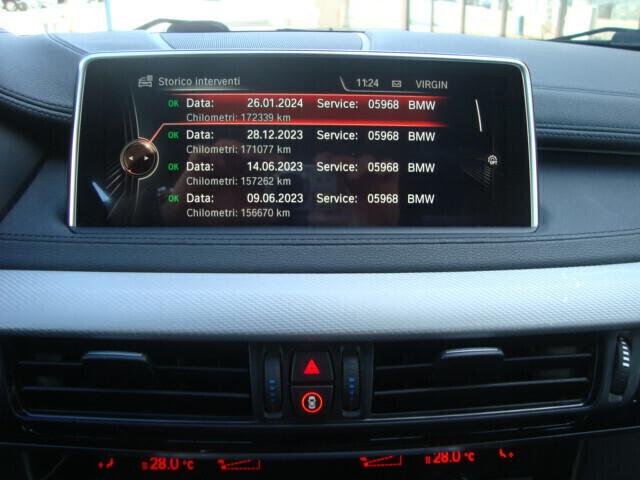 Storico interventi 11:24 VIRGIN
OK Data: 26.01.2024 Service: 05968 BMW
Chilometri: 172339 km
OK Data: 28.12.2023 Service: 05968 BMW
Chilometri: 171077 km
OK Data: 14.06.2023 Service: 05968 BMW
Chilometri: 157262 km
OK Data: 09.06.2023 Service: 05968 BMW
Chilometri: 156670 km
28.0 °C 28.0 °C